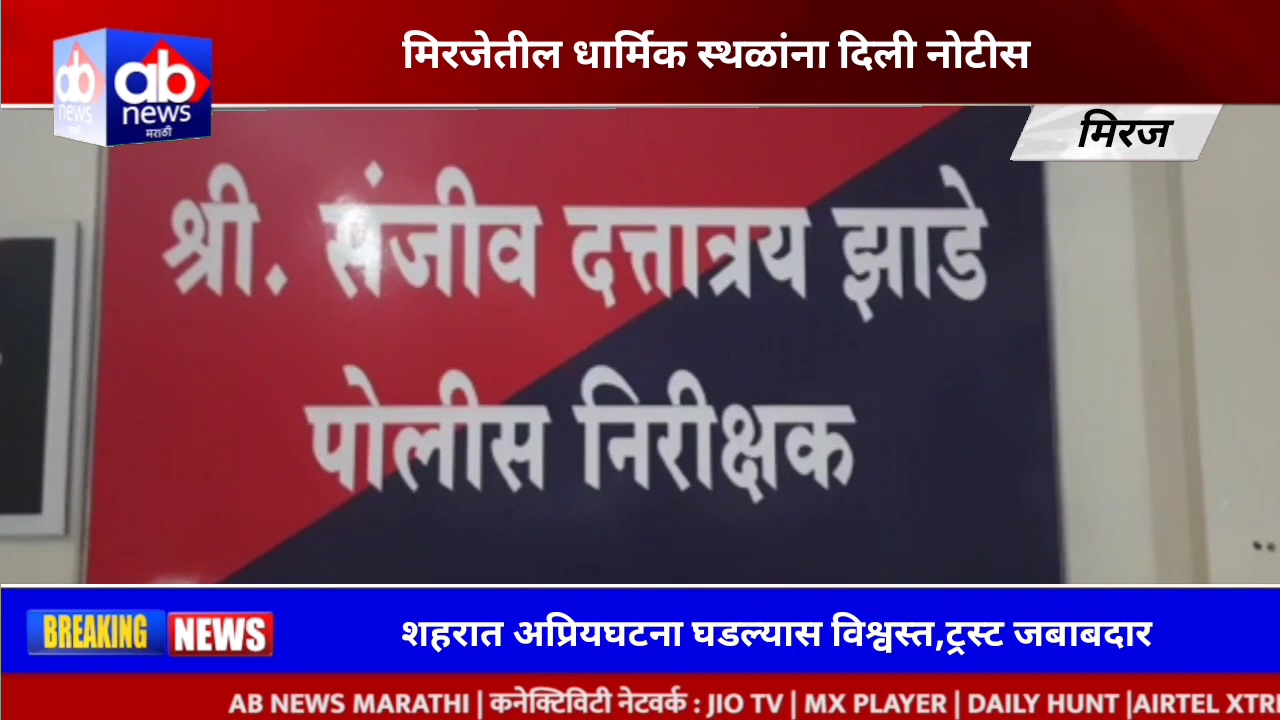 मिरजेतील धार्मिक स्थळांना दिली नोटीस
ab
news
मराठी
ab
news
मिरज
श्री. संजीव दत्तात्रय झाडे
पोलीस निरीक्षक
BREAKING NEWS
शहरात अप्रियघटना घडल्यास विश्वस्त,ट्रस्ट जबाबदार
AB NEWS MARATHI | कनेक्टिविटी नेटवर्क : JIO TV | MX PLAYER | DAILY HUNT |AIRTEL XTR